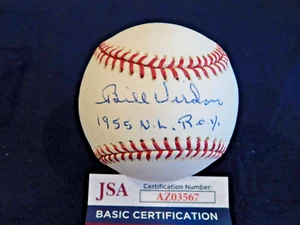 Bill Virdon
1955 N.L. R.O.Y.
JSA
Certification Number:
AZ03567
BASIC CERTIFICATION